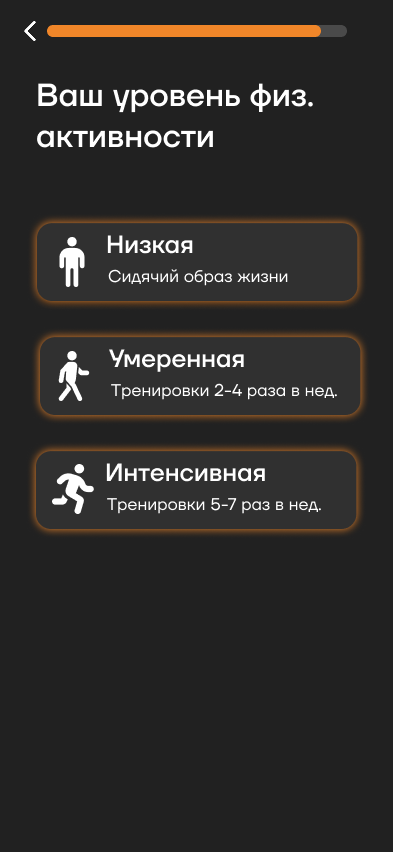 Ваш уровень физ.
активности
Низкая
Сидячий образ жизни
Умеренная
Тренировки 2-4 раза в нед.
Интенсивная
Тренировки 5-7 раз в нед.